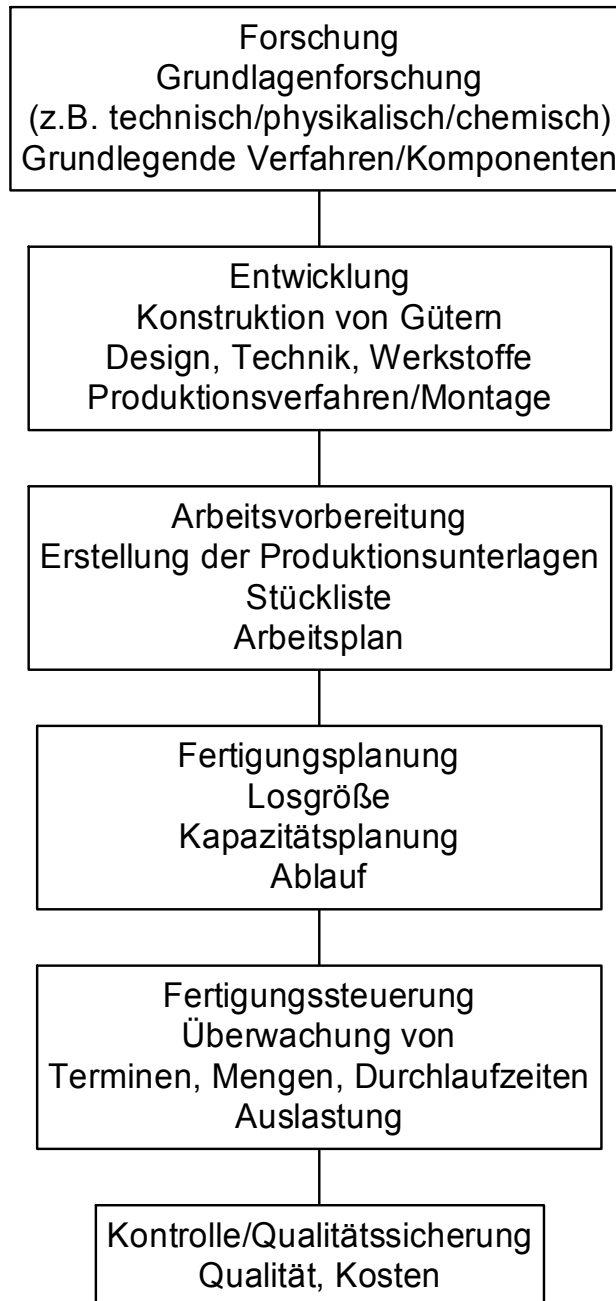 Forschung
Grundlagenforschung
(z.B. technisch/physikalisch/chemisch)
Grundlegende Verfahren/Komponenten
Entwicklung
Konstruktion von Gütern
Design, Technik, Werkstoffe
Produktionsverfahren/Montage
Arbeitsvorbereitung
Erstellung der Produktionsunterlagen
Stückliste
Arbeitsplan
Fertigungsplanung
Losgröße
Kapazitätsplanung
Ablauf
Fertigungssteuerung
Überwachung von
Terminen, Mengen, Durchlaufzeiten
Auslastung
Kontrolle/Qualitätssicherung
Qualität, Kosten